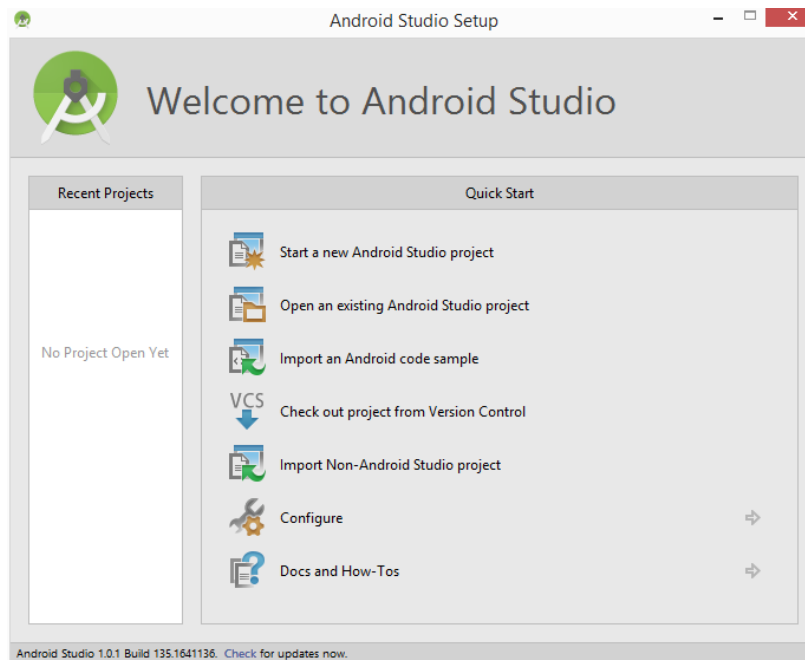 Android Studio Setup
Welcome to Android Studio
Recent Projects
No Project Open Yet
Quick Start
Start a new Android Studio project
Open an existing Android Studio project
Import an Android code sample
VCS
Check out project from Version Control
Import Non-Android Studio project
Configure
Docs and How-Tos
Android Studio 1.0.1 Build 135.1641136. Check for updates now.